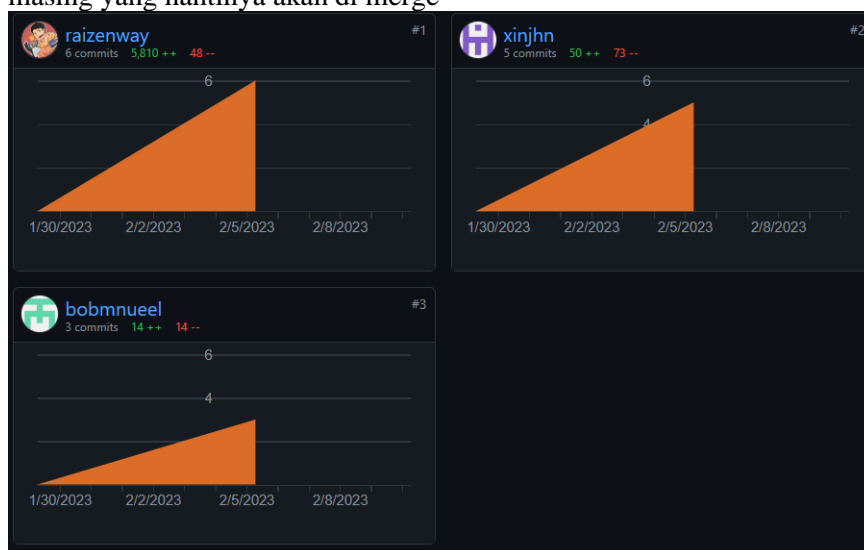 masing yang nantinya akan di merge
raizenway
#1
6 commits 5,810 ++ 48 --
6
1/30/2023 2/2/2023 2/5/2023 2/8/2023
xinjhn
#2
5 commits 50 ++ 73 --
6
4
1/30/2023 2/2/2023 2/5/2023 2/8/2023
bobmnueel
#3
3 commits 14 ++ 14 --
6
4
1/30/2023 2/2/2023 2/5/2023 2/8/2023